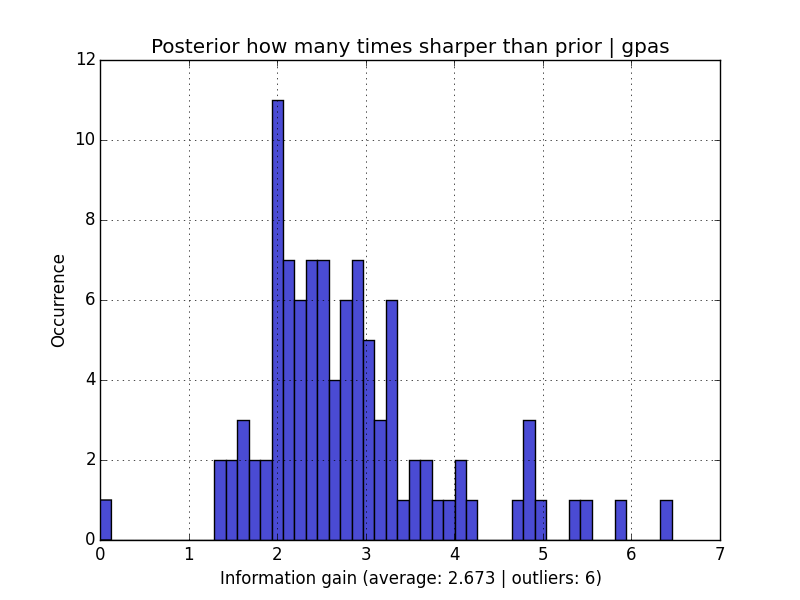 Posterior how many times sharper than prior | gpas
12
10
8
6
4
2
0
Occurrence
0 1 2 3 4 5 6 7
Information gain (average: 2.673 | outliers: 6)